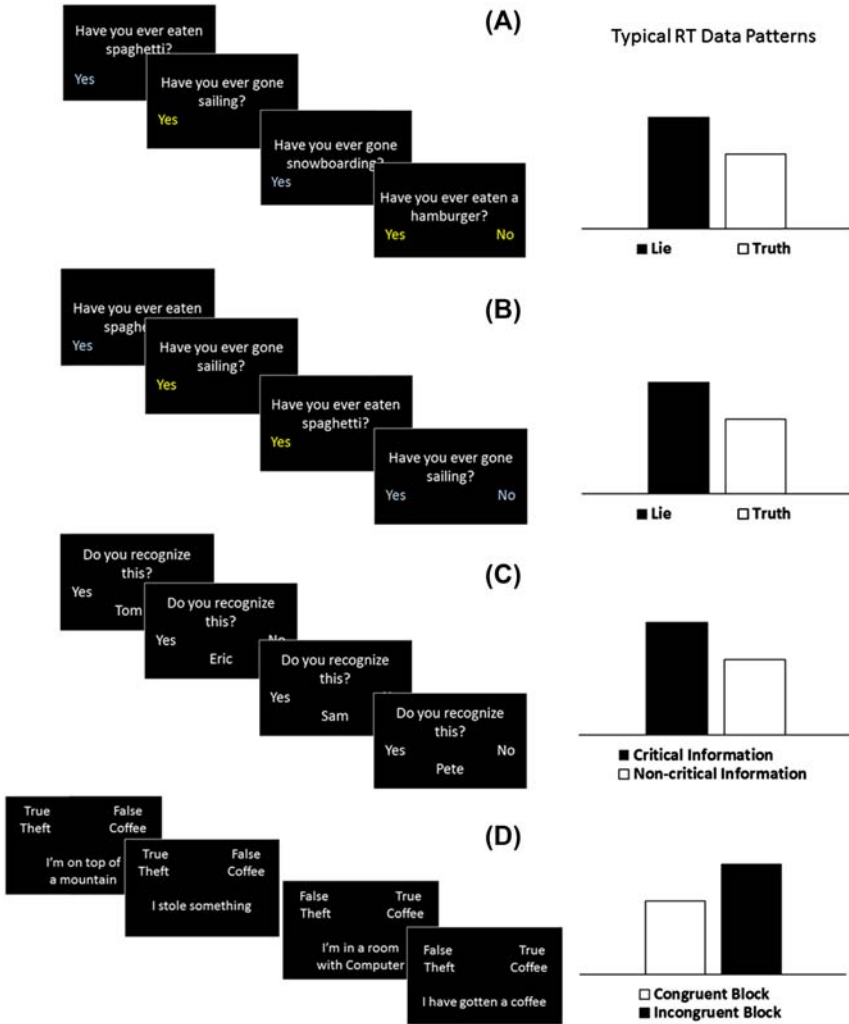 (A)
Typical RT Data Patterns
Have you ever eaten
spaghetti?
Yes
Have you ever gone
sailing?
Yes
Have you ever gone
snowboarding?
Yes
Have you ever eaten a
hamburger?
Yes No
■ Lie □ Truth
(B)
Have you ever eaten
Yes
Have you ever gone
sailing?
Yes
Have you ever eaten
spaghetti?
Yes
Have you ever gone
sailing?
Yes No
■ Lie □ Truth
(C)
Do you recognize
this?
Yes
Tom
Do you recognize
this?
Yes No
Eric
Do you recognize
this?
Yes
Sam
Do you recognize
this?
Yes No
Pete
■ Critical Information
□ Non-critical Information
(D)
True False
Theft Coffee
I'm on top of
a mountain
True False
Theft Coffee
I stole something
False True
Theft Coffee
I'm in a room
with Computer
False True
Theft Coffee
I have gotten a coffee
□ Congruent Block
■ Incongruent Block